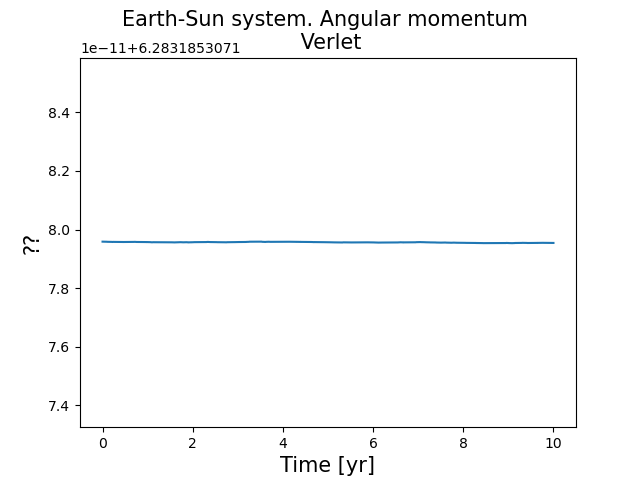 Earth-Sun system. Angular momentum
Verlet
1e−11+6.2831853071
8.4
8.2
8.0
7.8
7.6
7.4
??
0 2 4 6 8 10
Time [yr]